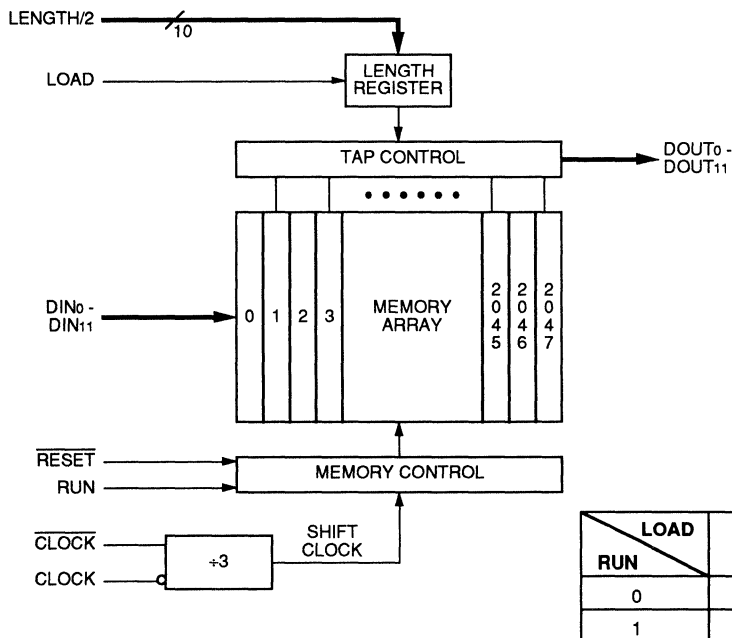 LENGTH/2
10
LOAD
LENGTH
REGISTER
TAP CONTROL
DOUT0 -
DOUT11
DIN0 -
DIN11
0 1 2 3
MEMORY
ARRAY
2045 2046 2047
RESET
RUN
MEMORY CONTROL
CLOCK
CLOCK
÷3
SHIFT
CLOCK
LOAD
RUN
0
1